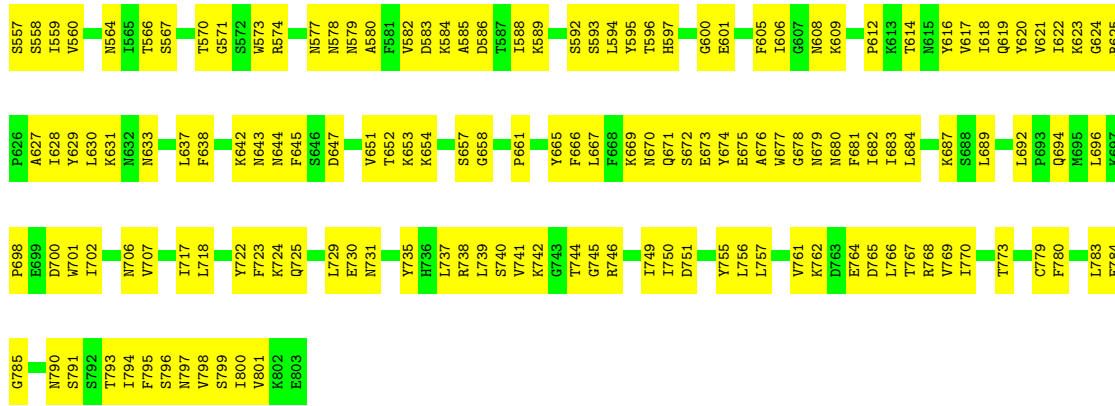 S557 S558 I559 V560 N564 I565 T566 S567 T570 G571 S572 W573 R574 N577 N578 N579 A580 F581 V582 D583 K584 A585 D586 T587 I588 K589 S592 S593 L594 Y595 T596 H597 G600 E601 F605 I606 G607 N608 K609 P612 K613 T614 N615 Y616 V617 I618 Q619 Y620 V621 I622 K623 G624
P626 A627 I628 Y629 L630 K631 N632 N633 L637 F638 K642 N643 N644 F645 S646 D647 V651 T652 K653 K654 S657 G658 P661 Y665 F666 L667 F668 K669 N670 Q671 S672 E673 Y674 E675 A676 W677 G678 N679 N680 F681 I682 I683 L684 K687 S688 L689 L692 P693 Q694 M695 L696 K697
P698 E699 D700 W701 I702 N706 V707 I717 L718 Y722 F723 K724 Q725 L729 E730 N731 Y735 H736 L737 R738 L739 S740 V741 K742 G743 T744 G745 R746 I749 I750 D751 Y755 L756 L757 V761 K762 D763 E764 D765 L766 T767 R768 V769 I770 T773 C779 F780 L783
G785 N790 S791 S792 T793 I794 F795 S796 N797 V798 S799 I800 V801 K802 E803